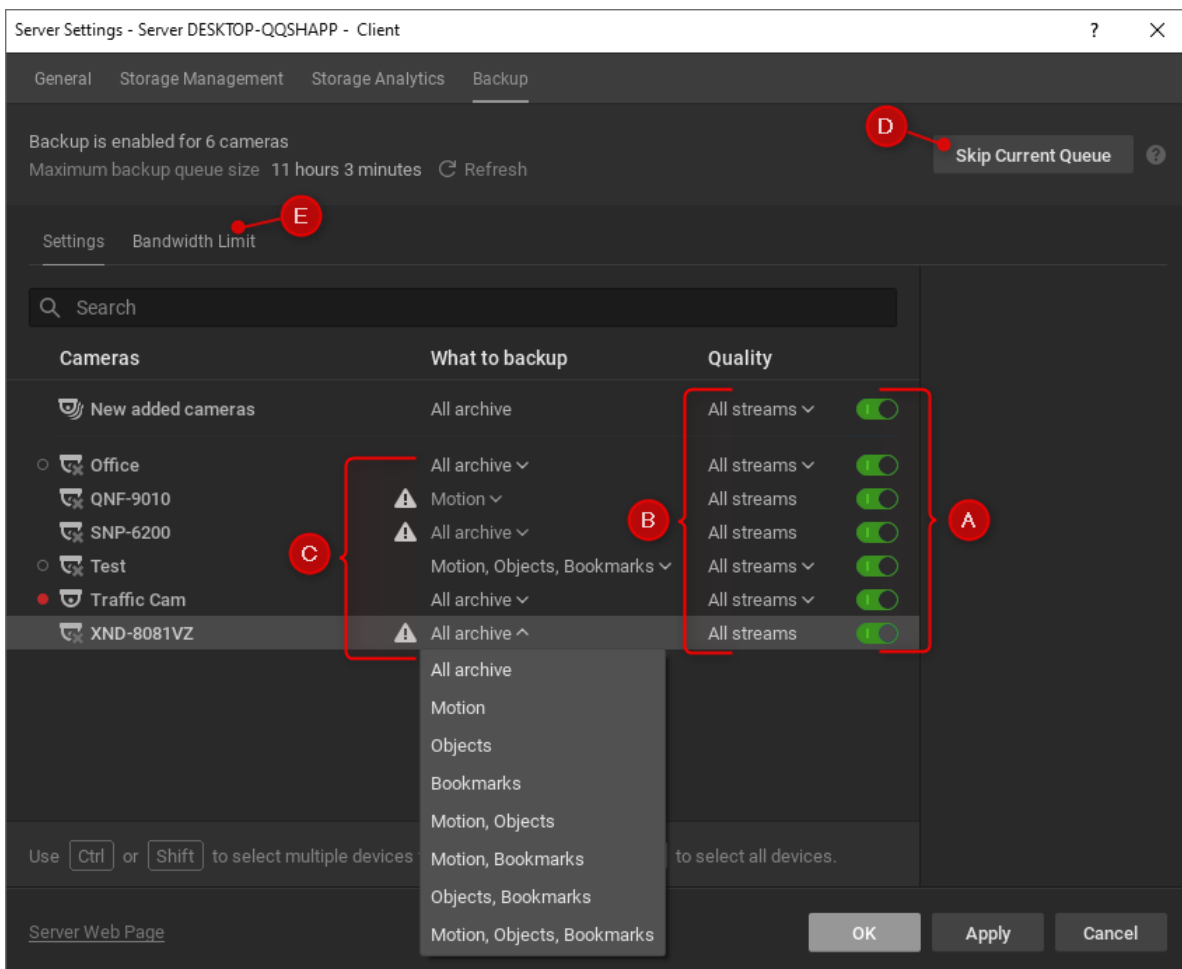 Server Settings - Server DESKTOP-QQSHAPP - Client ?
General Storage Management Storage Analytics Backup
D
Backup is enabled for 6 cameras
Skip Current Queue ?
Maximum backup queue size 11 hours 3 minutes Refresh
E
Settings Bandwidth Limit
Search
Cameras What to backup Quality
New added cameras All archive All streams
Office All archive All streams
QNF-9010 Motion All streams
B A
SNP-6200 All archive All streams
C
Test Motion, Objects, Bookmarks All streams
Traffic Cam All archive All streams
XND-8081VZ All archive All streams
All archive
Motion
Objects
Bookmarks
Motion, Objects
Use Ctrl or Shift to select multiple devices Motion, Bookmarks to select all devices.
Objects, Bookmarks
Server Web Page Motion, Objects, Bookmarks OK Apply Cancel